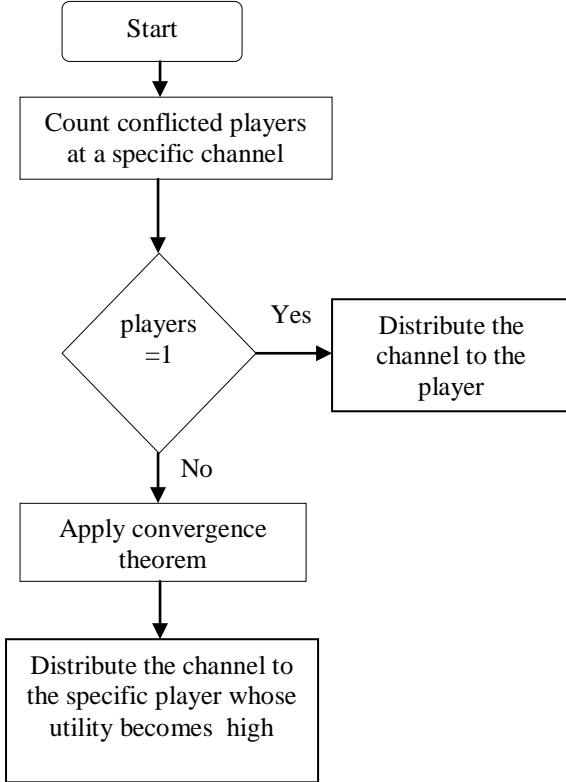 Start
Count conflicted players
at a specific channel
players
=1
Yes
Distribute the
channel to the
player
No
Apply convergence
theorem
Distribute the channel to
the specific player whose
utility becomes high